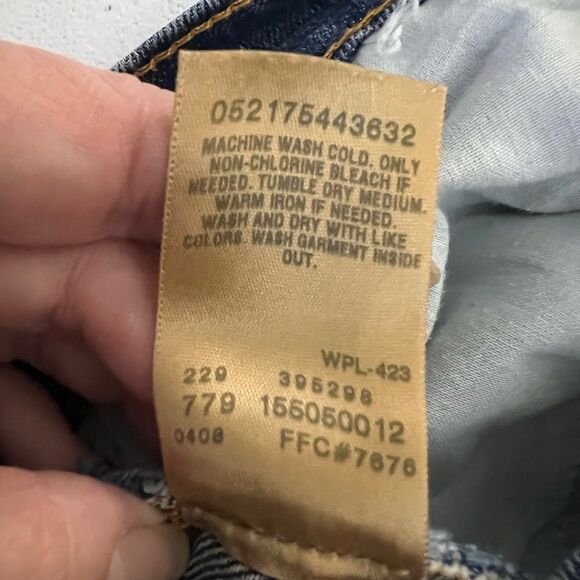 052175443632
MACHINE WASH COLD. ONLY
NON-CHLORINE BLEACH IF
NEEDED. TUMBLE DRY MEDIUM.
WARM IRON IF NEEDED.
WASH AND DRY WITH LIKE
COLORS. WASH GARMENT INSIDE
OUT.
WPL-423
229 395298
779 155050012
0408 FFC#7676